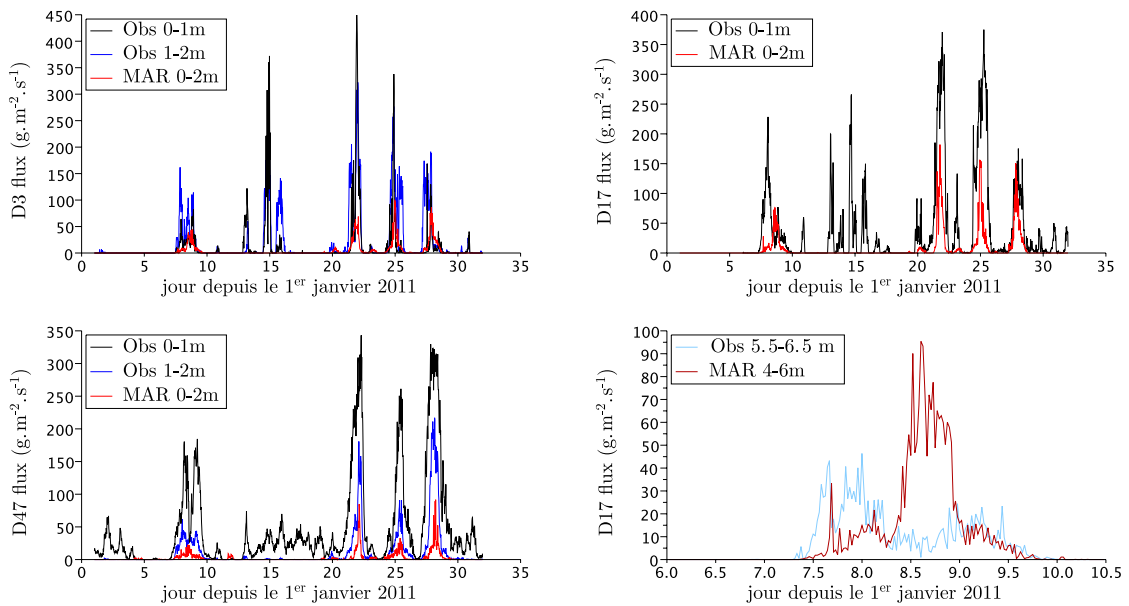 450
400
350
300
250
200
150
100
50
0
D3 flux (g.m⁻².s⁻¹)
Obs 0-1m
Obs 1-2m
MAR 0-2m
0 5 10 15 20 25 30 35
jour depuis le 1ᵉʳ janvier 2011
400
350
300
250
200
150
100
50
0
D17 flux (g.m⁻².s⁻¹)
Obs 0-1m
MAR 0-2m
0 5 10 15 20 25 30 35
jour depuis le 1ᵉʳ janvier 2011
350
300
250
200
150
100
50
0
D47 flux (g.m⁻².s⁻¹)
Obs 0-1m
Obs 1-2m
MAR 0-2m
0 5 10 15 20 25 30 35
jour depuis le 1ᵉʳ janvier 2011
100
90
80
70
60
50
40
30
20
10
0
D17 flux (g.m⁻².s⁻¹)
Obs 5.5-6.5 m
MAR 4-6m
6.0 6.5 7.0 7.5 8.0 8.5 9.0 9.5 10.0 10.5
jour depuis le 1ᵉʳ janvier 2011